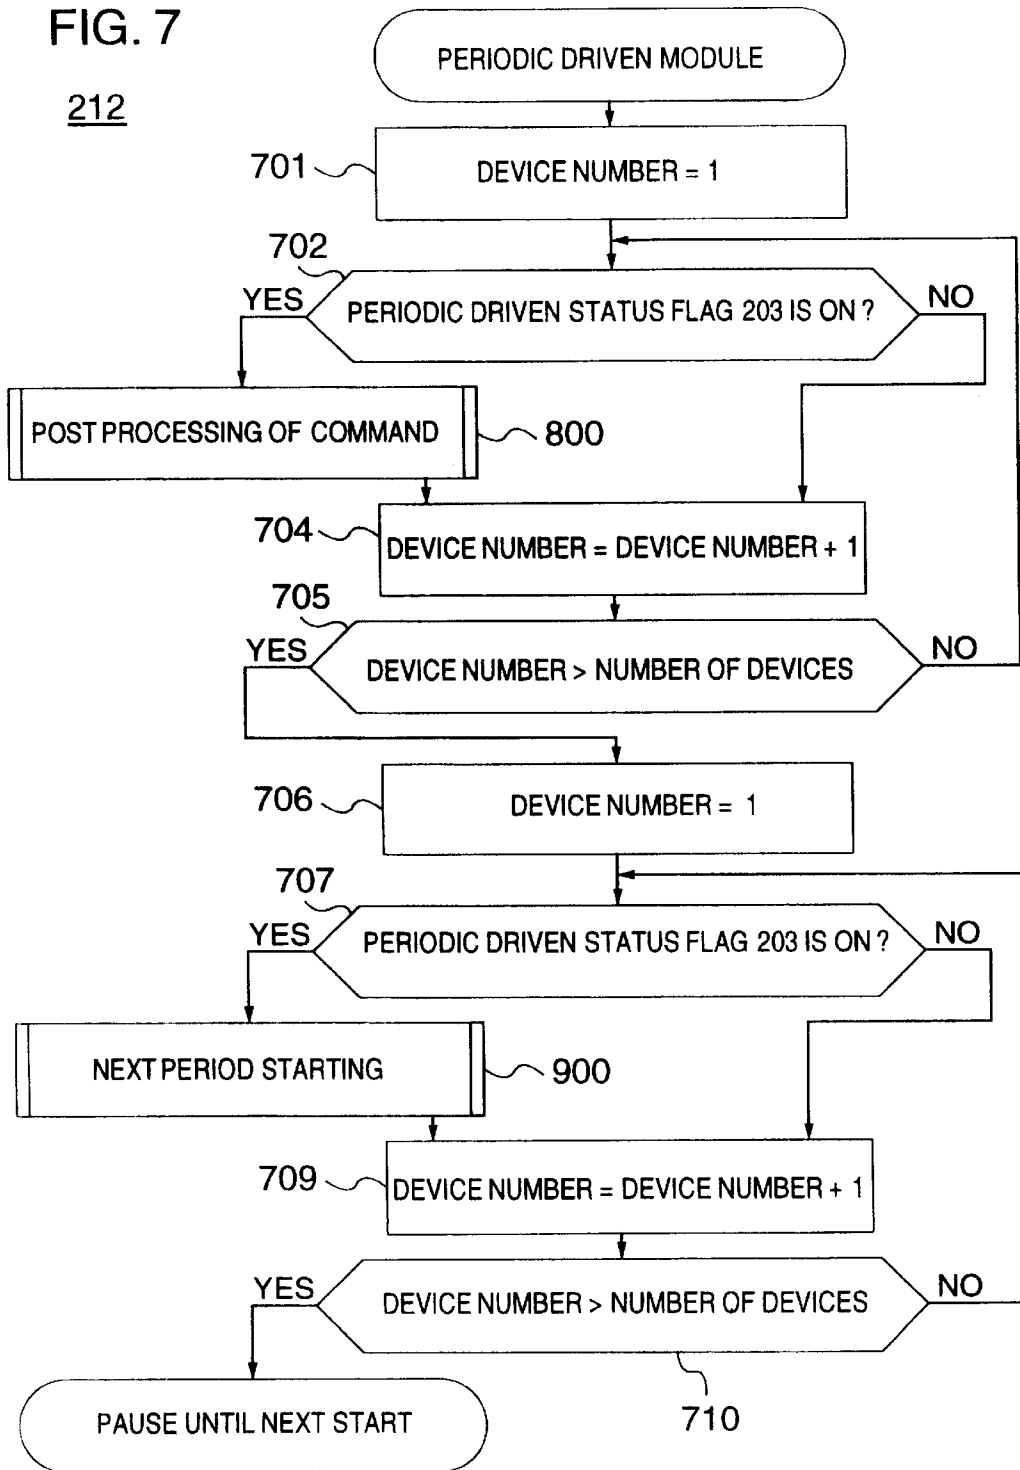 FIG. 7
212
PERIODIC DRIVEN MODULE
701
DEVICE NUMBER = 1
702
YES
PERIODIC DRIVEN STATUS FLAG 203 IS ON ?
NO
POST PROCESSING OF COMMAND
800
704
DEVICE NUMBER = DEVICE NUMBER + 1
705
YES
DEVICE NUMBER > NUMBER OF DEVICES
NO
706
DEVICE NUMBER = 1
707
YES
PERIODIC DRIVEN STATUS FLAG 203 IS ON ?
NO
NEXT PERIOD STARTING
900
709
DEVICE NUMBER = DEVICE NUMBER + 1
YES
DEVICE NUMBER > NUMBER OF DEVICES
NO
710
PAUSE UNTIL NEXT START